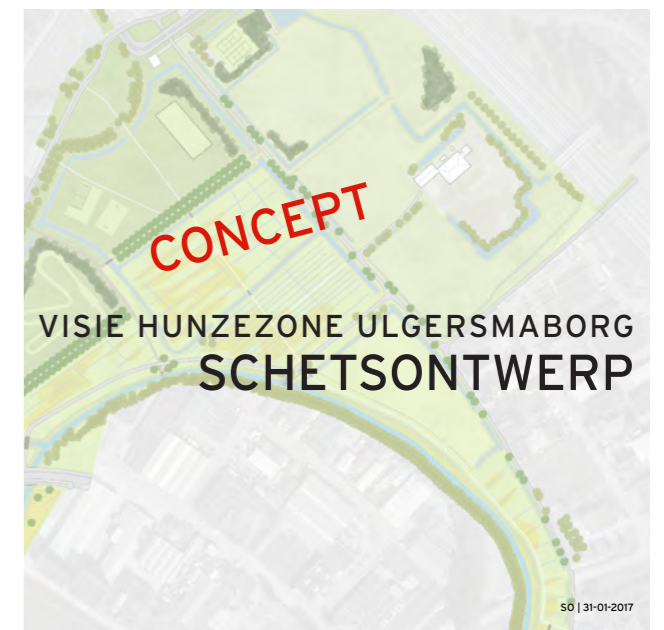 CONCEPT
VISIE HUNZEZONE ULGERSMABORG
SCHETSONTWERP
SO | 31-01-2017